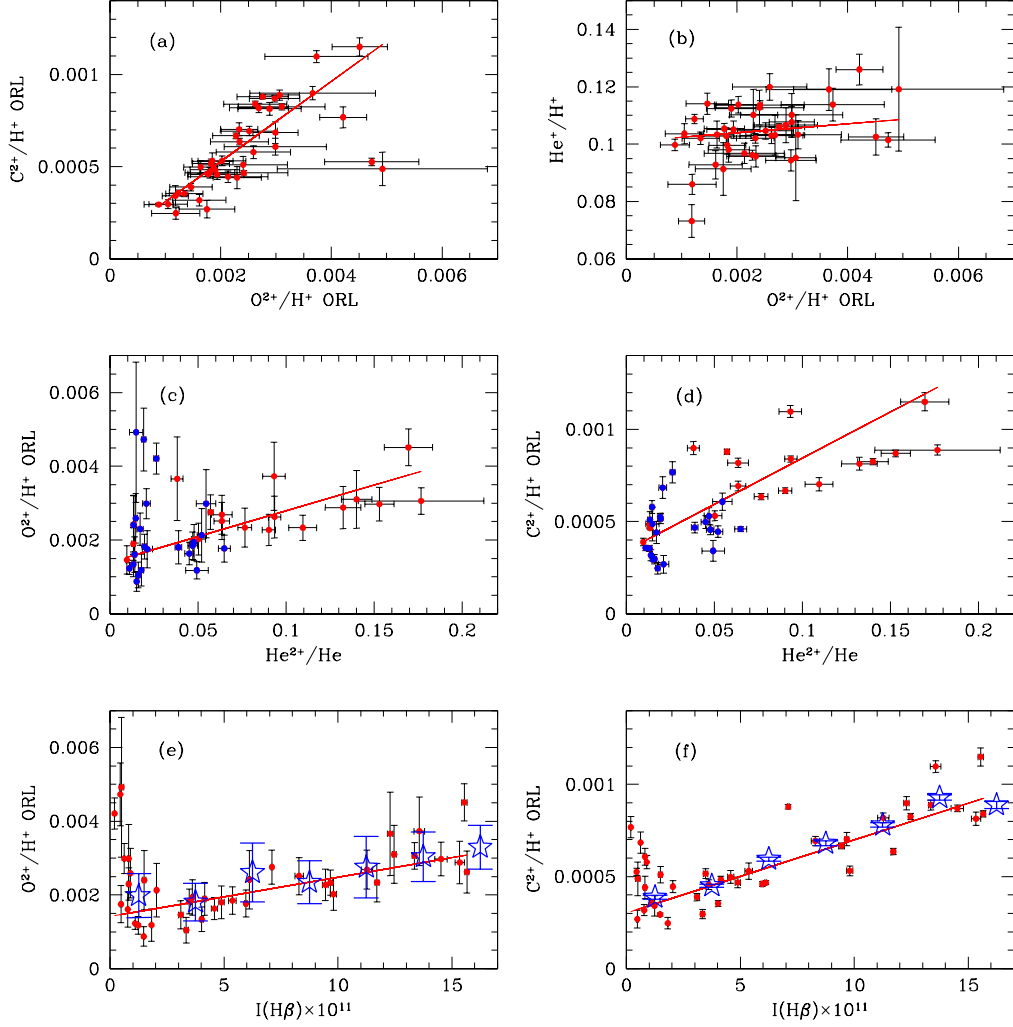 (a)
C²⁺/H⁺ ORL
0.001
0.0005
0
0 0.002 0.004 0.006
O²⁺/H⁺ ORL
(b)
He⁺/H⁺
0.14
0.12
0.1
0.08
0.06
0 0.002 0.004 0.006
O²⁺/H⁺ ORL
(c)
O²⁺/H⁺ ORL
0.006
0.004
0.002
0
0 0.05 0.1 0.15 0.2
He²⁺/He
(d)
C²⁺/H⁺ ORL
0.001
0.0005
0
0 0.05 0.1 0.15 0.2
He²⁺/He
(e)
O²⁺/H⁺ ORL
0.006
0.004
0.002
0
0 5 10 15
I(Hβ)×10¹¹
(f)
C²⁺/H⁺ ORL
0.001
0.0005
0
0 5 10 15
I(Hβ)×10¹¹